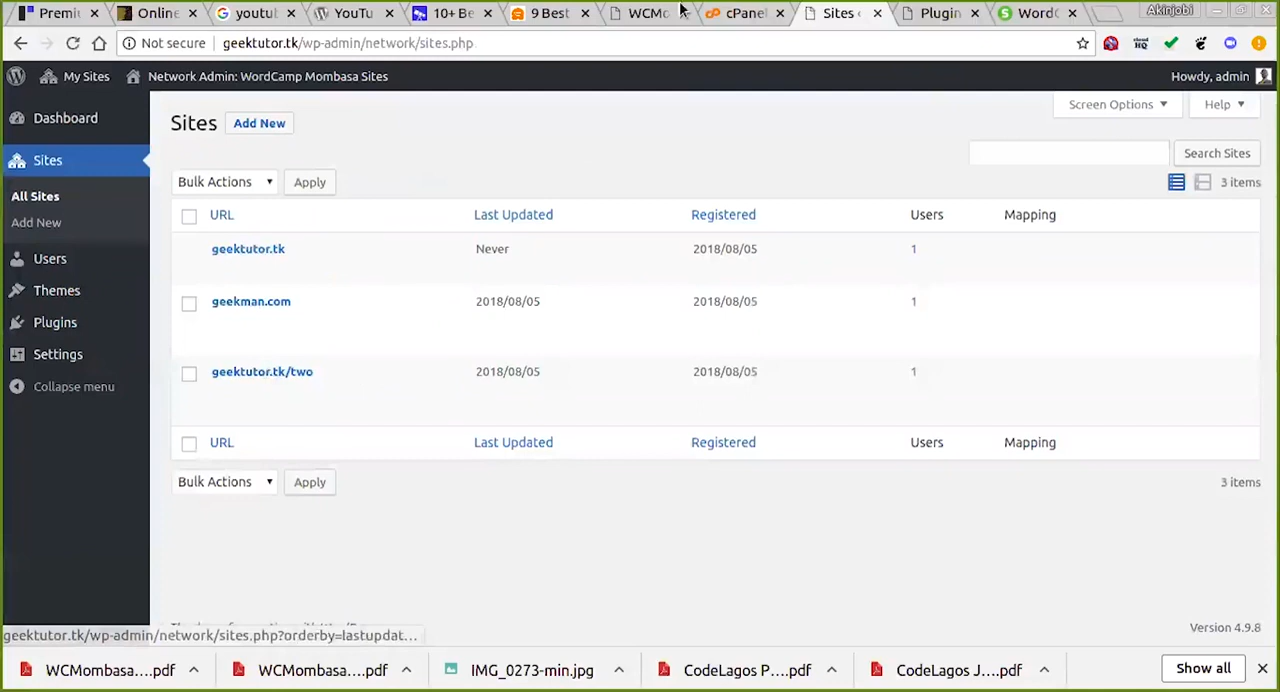 Premi
Online
youtub
YouTu
10+ Be
9 Best
WCMo
cPanel
Sites
Plugin
WordC
Akinjobi
Not secure
geektutor.tk/wp-admin/network/sites.php
My Sites
Network Admin: WordCamp Mombasa Sites
Howdy, admin
Dashboard
Sites
All Sites
Add New
Users
Themes
Plugins
Settings
Collapse menu
Sites
Add New
Screen Options
Help
Search Sites
Bulk Actions
Apply
3 items
URL Last Updated Registered Users Mapping
geektutor.tk Never 2018/08/05 1
geekman.com 2018/08/05 2018/08/05 1
geektutor.tk/two 2018/08/05 2018/08/05 1
URL Last Updated Registered Users Mapping
Bulk Actions
Apply
3 items
Version 4.9.8
geektutor.tk/wp-admin/network/sites.php?orderby=lastupdat...
WCMombasa....pdf
WCMombasa....pdf
IMG_0273-min.jpg
CodeLagos P....pdf
CodeLagos J....pdf
Show all